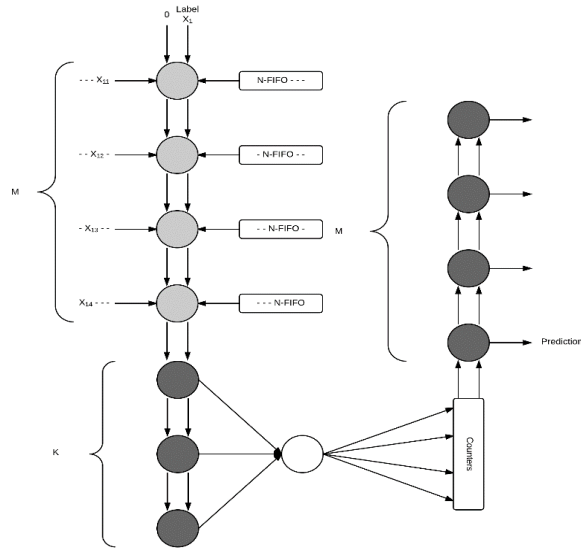 0
Label
X₁
- - - X₁₁
N-FIFO - - -
- - X₁₂ -
- N-FIFO - -
M
- X₁₃ - -
- - N-FIFO -
M
X₁₄ - - -
- - - N-FIFO
Prediction
K
Counters